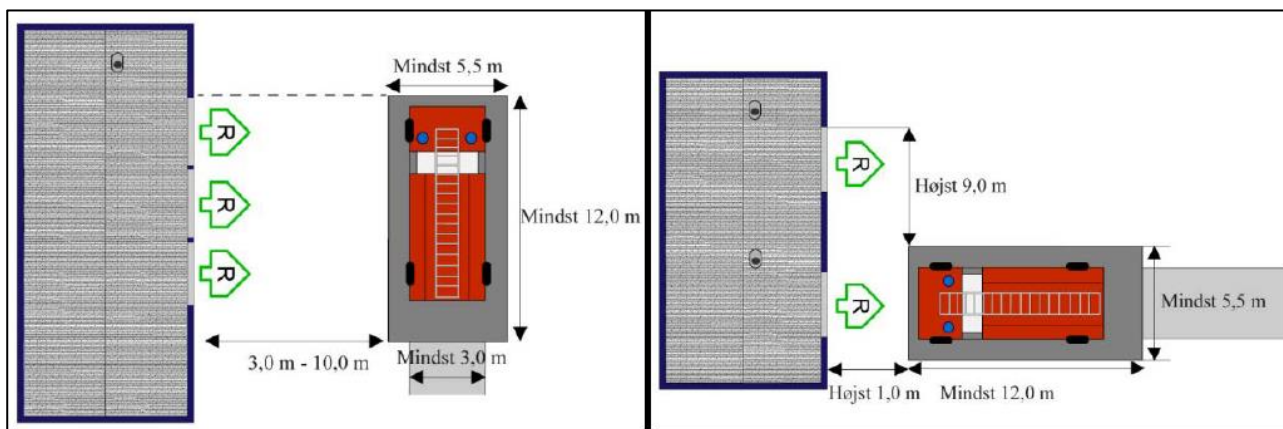 Mindst 5,5 m
R
R
R
Mindst 12,0 m
3,0 m - 10,0 m
Mindst 3,0 m
R
Højst 9,0 m
R
Mindst 5,5 m
Højst 1,0 m
Mindst 12,0 m